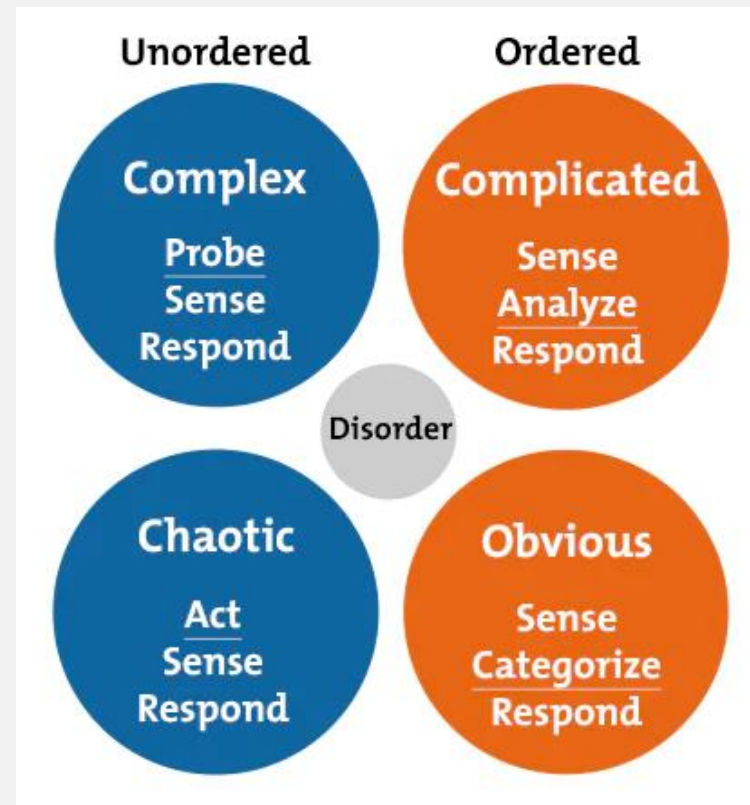 Unordered
Ordered
Complex
Probe
Sense
Respond
Complicated
Sense
Analyze
Respond
Disorder
Chaotic
Act
Sense
Respond
Obvious
Sense
Categorize
Respond